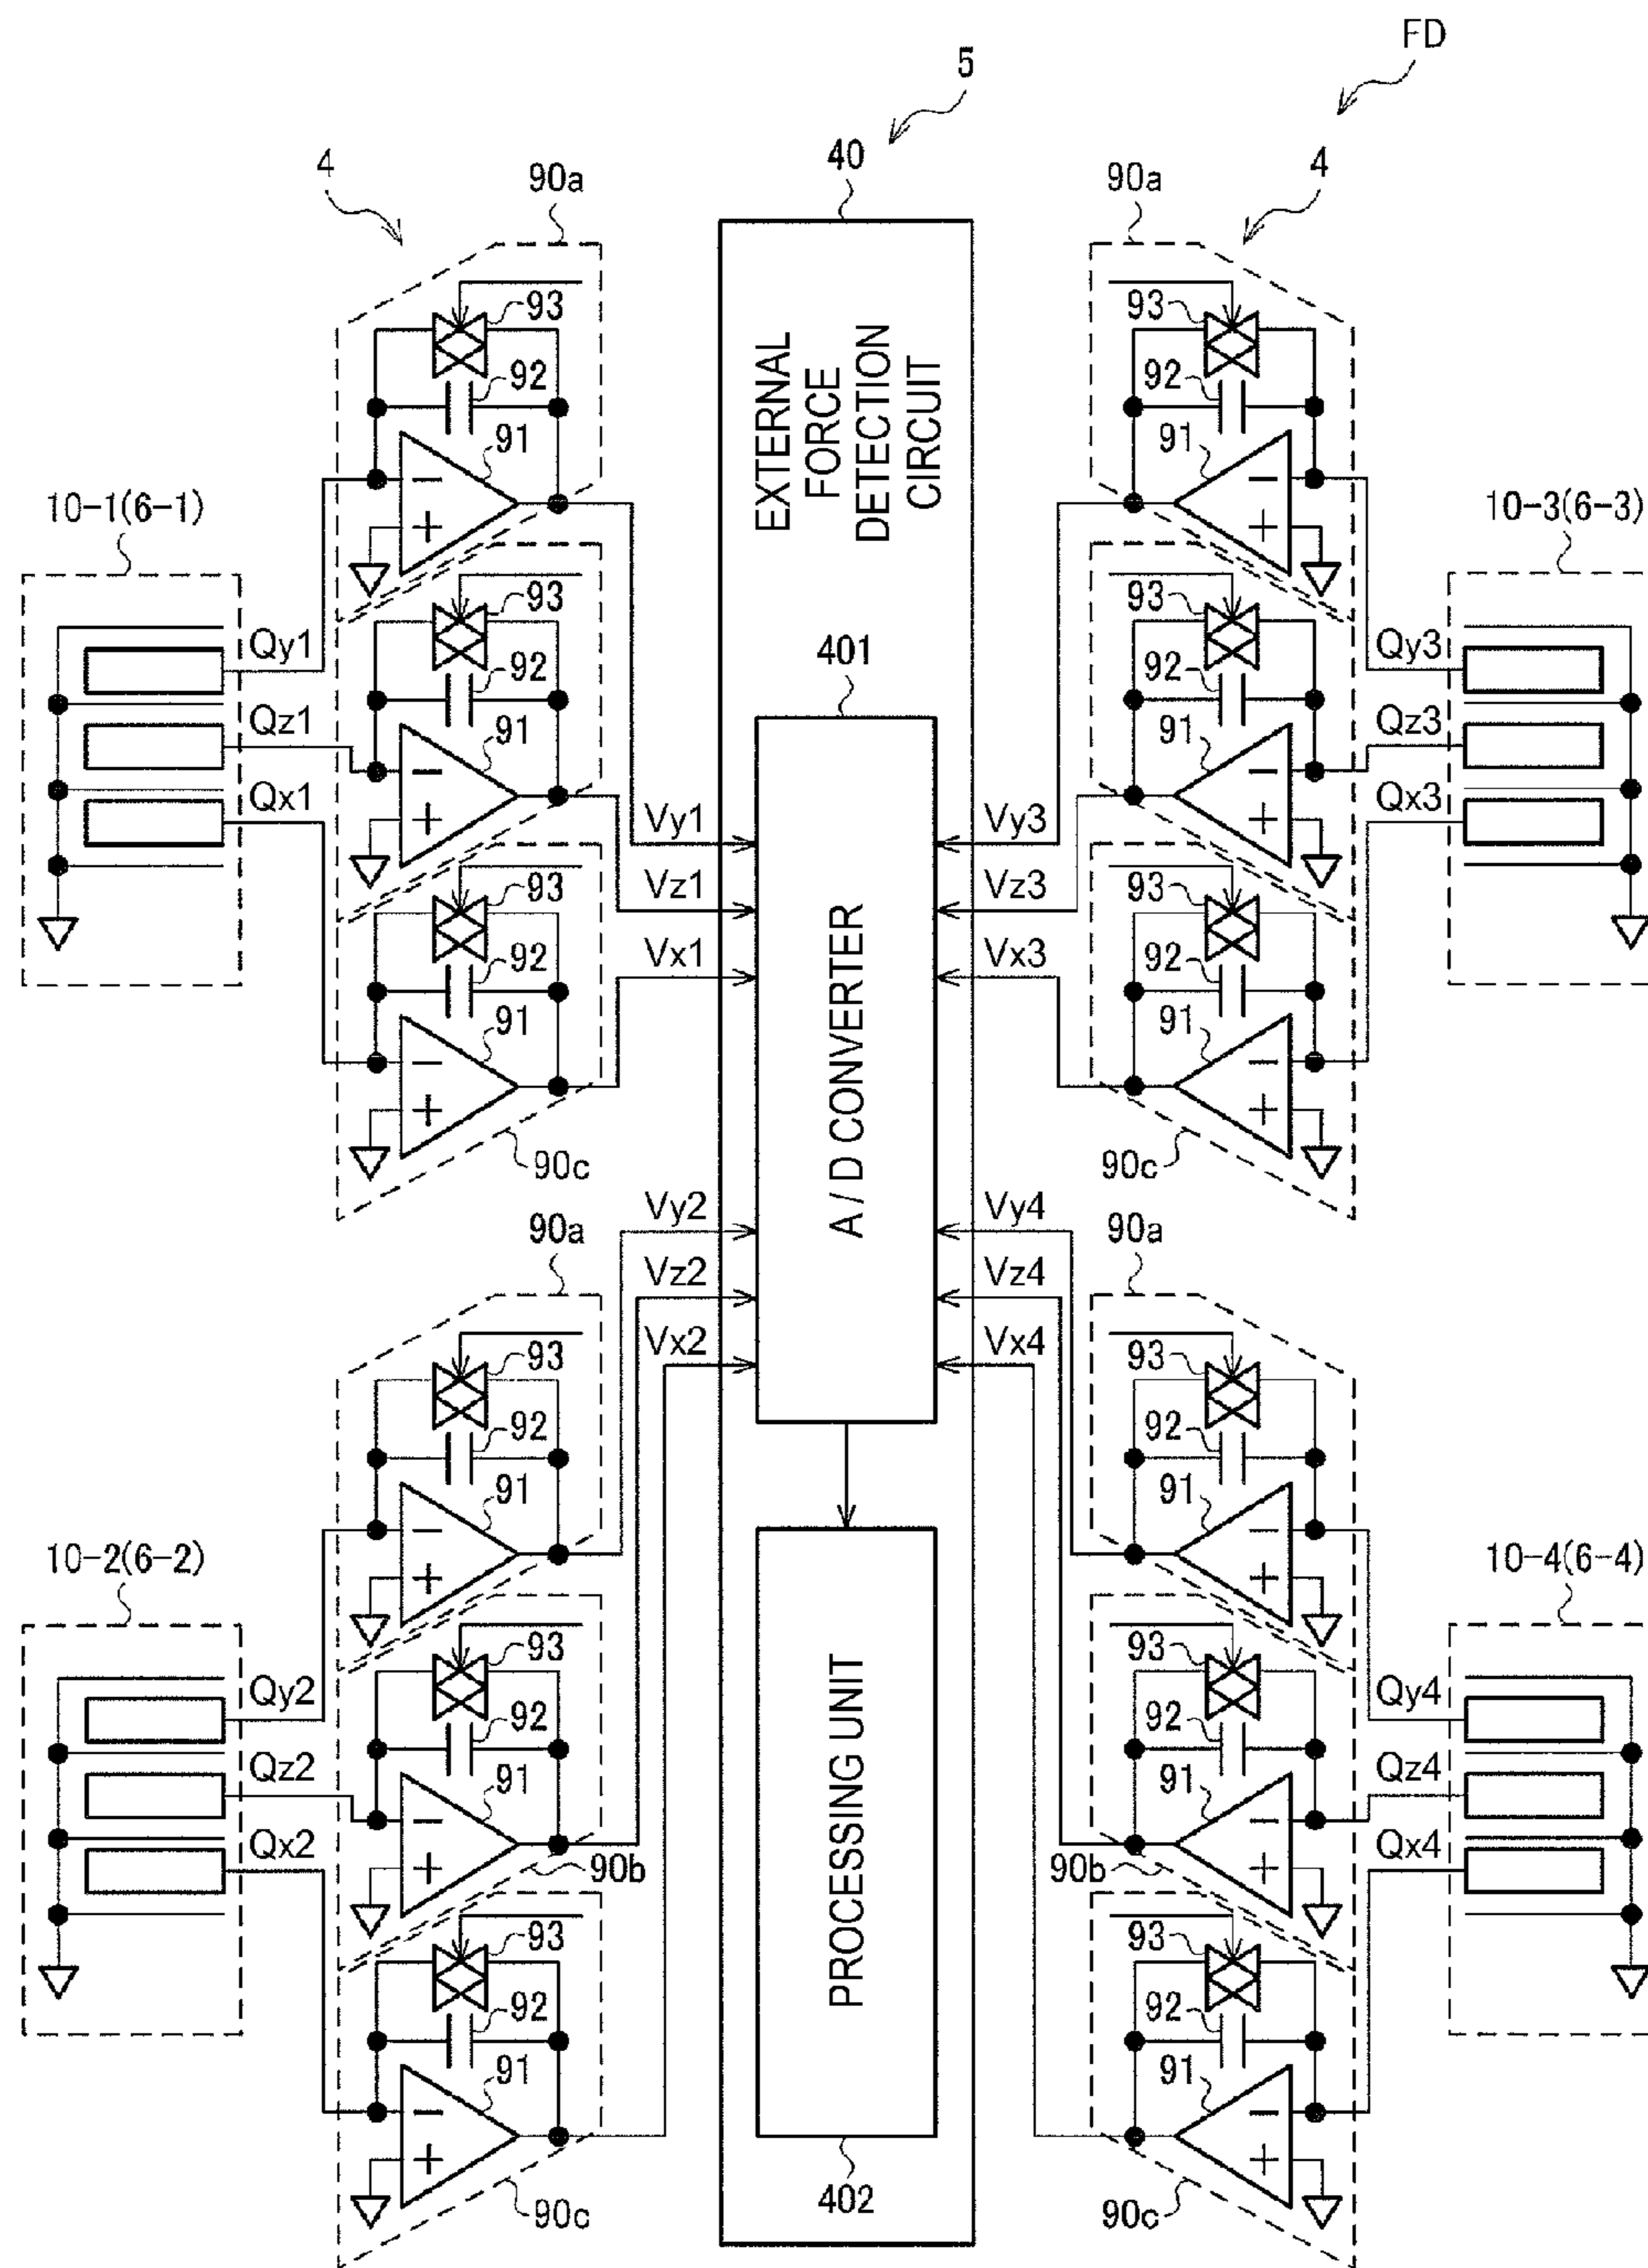 FD
5
4
90a
40
90a
4
93
92
91
93
92
91
EXTERNAL
FORCE
DETECTION
CIRCUIT
10-1(6-1)
10-3(6-3)
Qy1
Qz1
Qx1
93
92
91
401
93
92
91
Qy3
Qz3
Qx3
Vy1
Vz1
Vx1
Vy3
Vz3
Vx3
93
92
91
93
92
91
A / D CONVERTER
90c
90c
Vy2
Vz2
Vx2
Vy4
Vz4
Vx4
90a
90a
93
92
91
93
92
91
10-2(6-2)
10-4(6-4)
Qy2
Qz2
Qx2
93
92
91
90b
93
92
91
90b
Qy4
Qz4
Qx4
PROCESSING UNIT
93
92
91
93
92
91
90c
402
90c
− + − + − + − + − + − +
− + − + − + − + − + − +